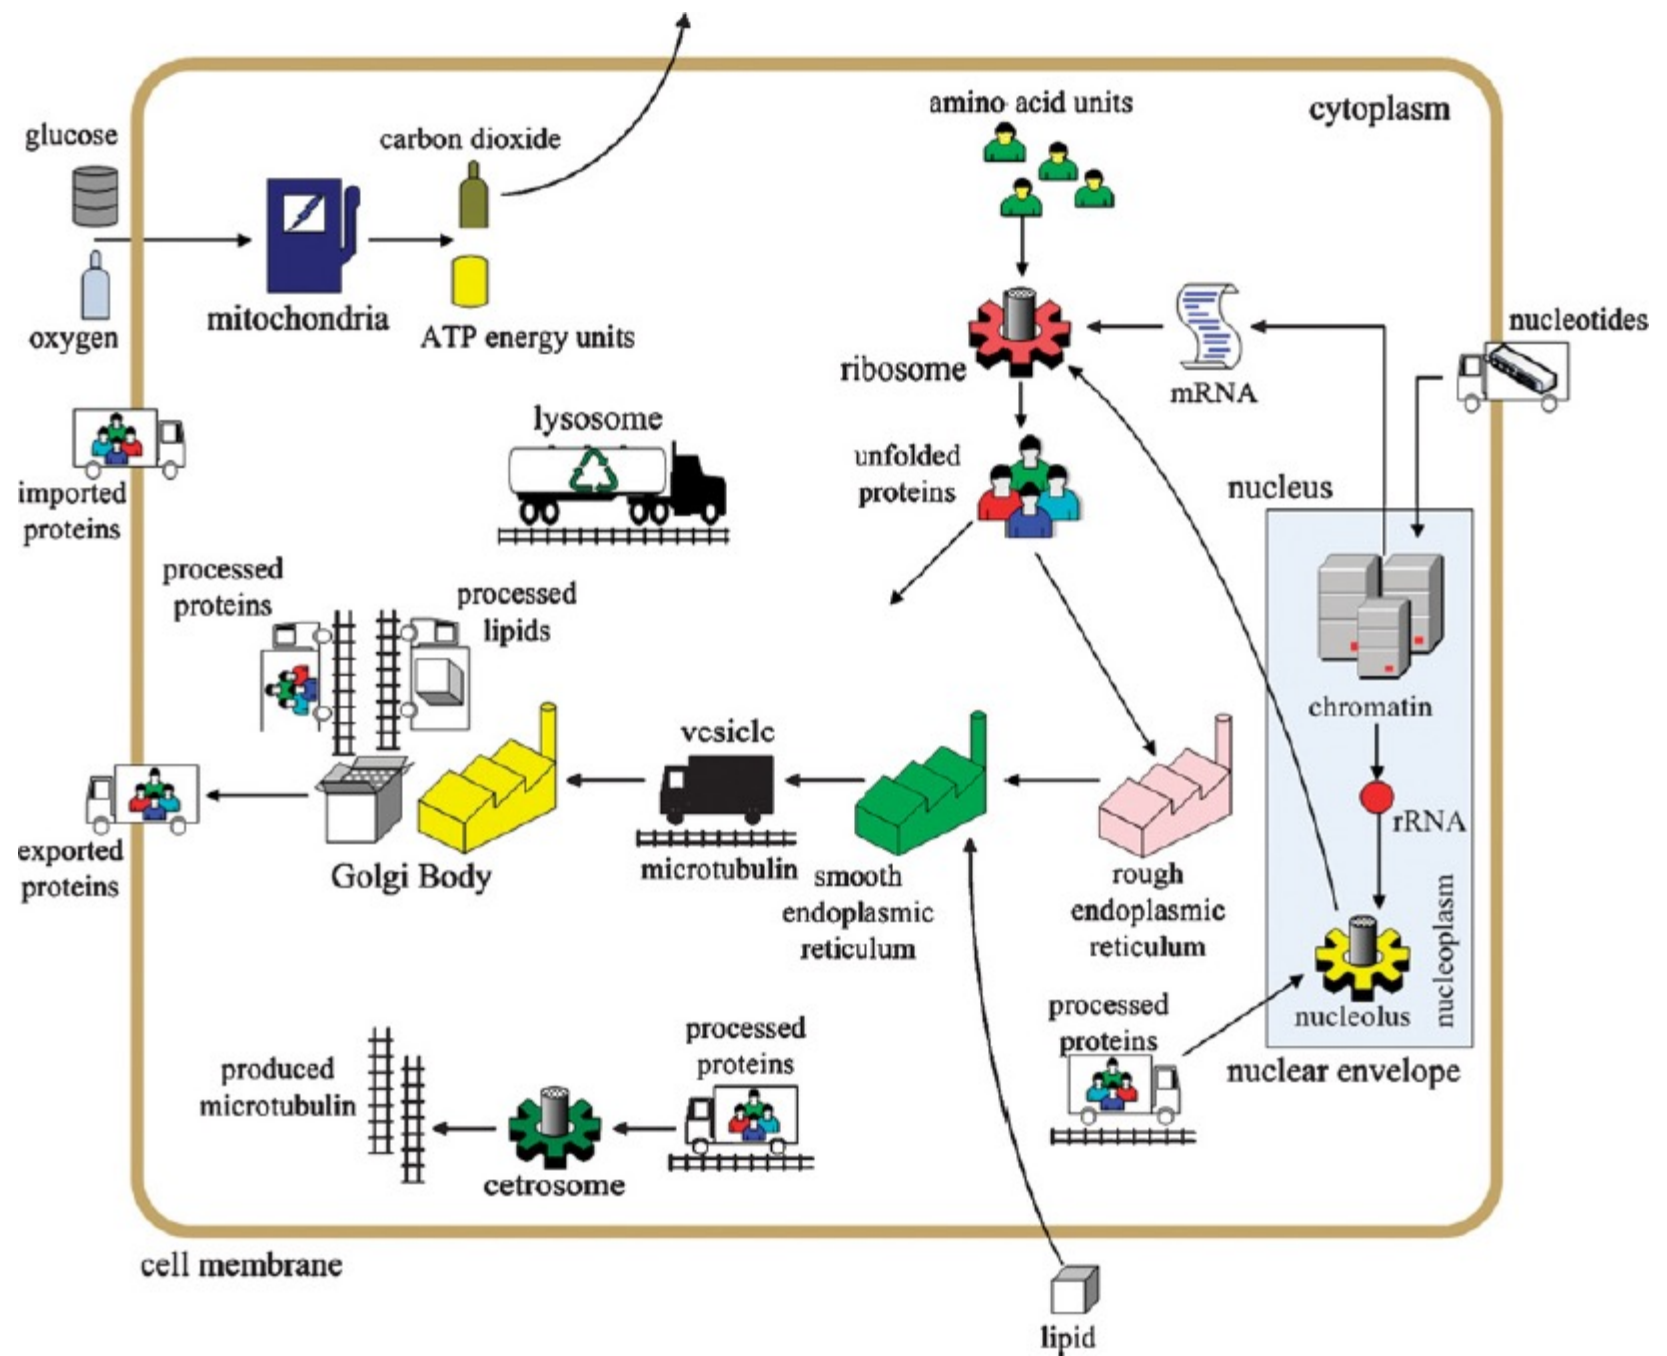 glucose
oxygen
mitochondria
carbon dioxide
ATP energy units
amino acid units
cytoplasm
ribosome
mRNA
nucleotides
imported
proteins
lysosome
unfolded
proteins
nucleus
processed
proteins
processed
lipids
chromatin
rRNA
vesicle
microtubulin
exported
proteins
Golgi Body
smooth
endoplasmic
reticulum
rough
endoplasmic
reticulum
nucleoplasm
nucleolus
nuclear envelope
processed
proteins
produced
microtubulin
cetrosome
processed
proteins
cell membrane
lipid